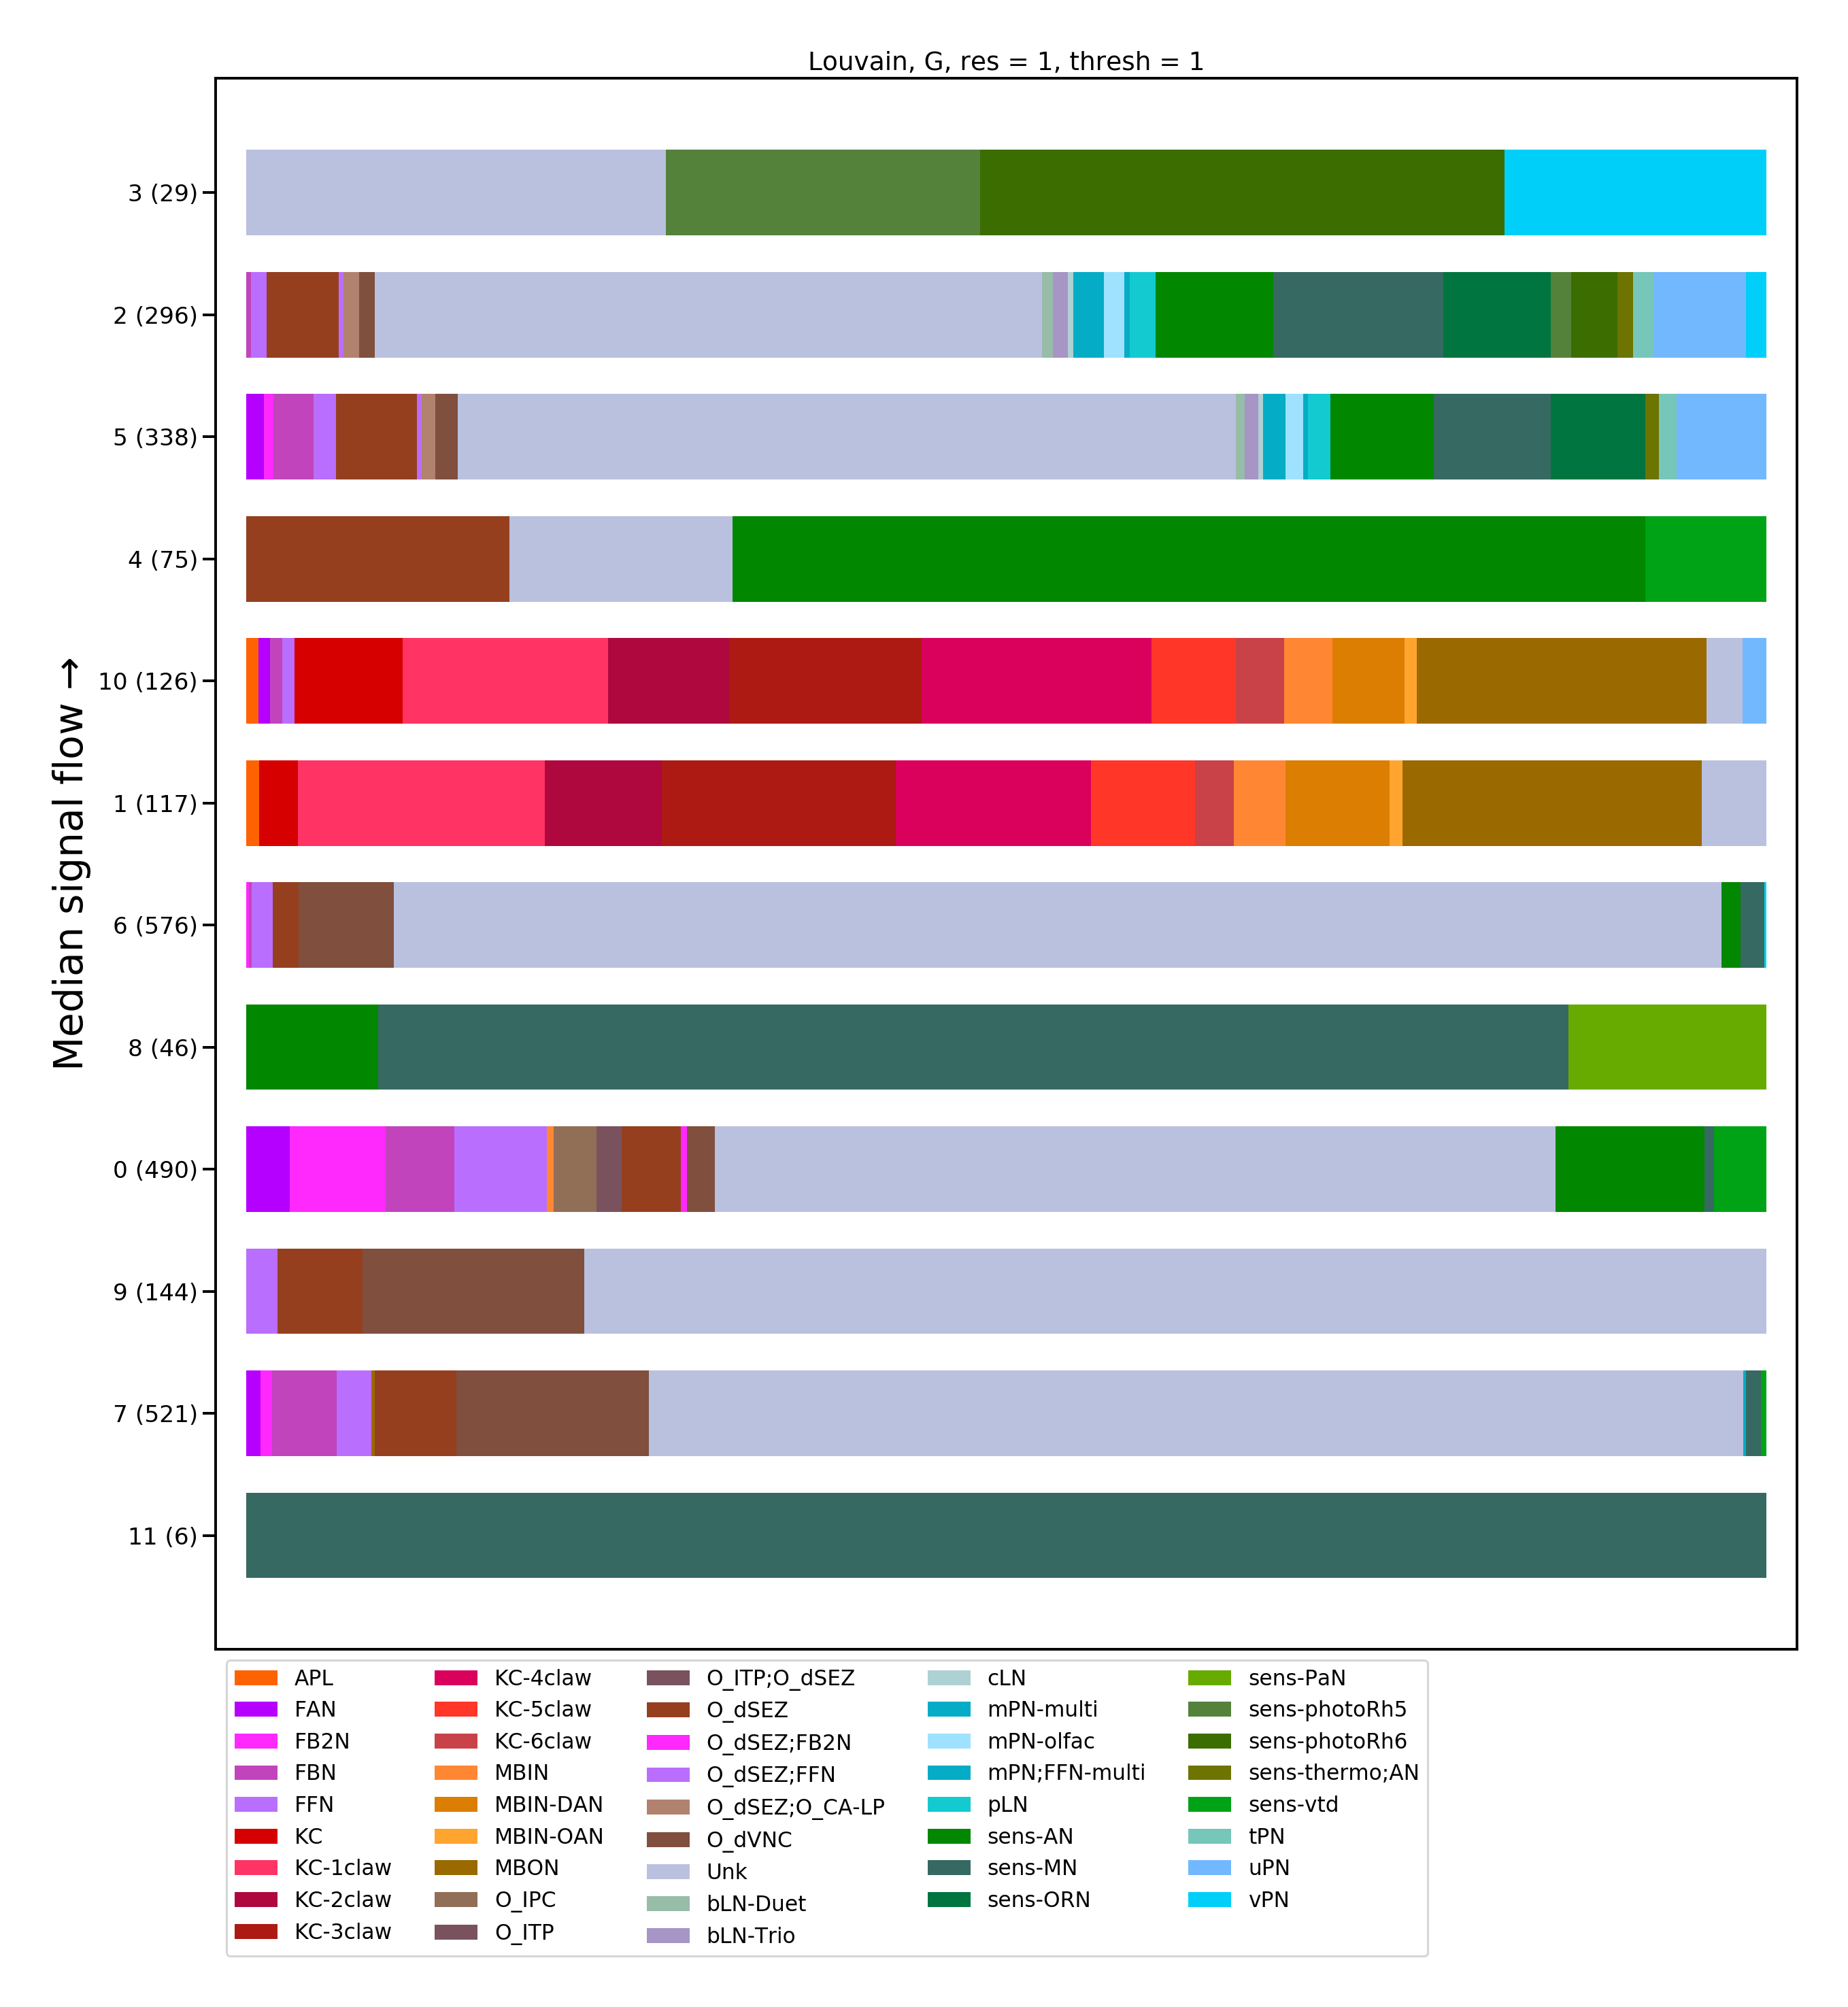 Louvain, G, res = 1, thresh = 1
Median signal flow →
3 (29)
2 (296)
5 (338)
4 (75)
10 (126)
1 (117)
6 (576)
8 (46)
0 (490)
9 (144)
7 (521)
11 (6)
APL
FAN
FB2N
FBN
FFN
KC
KC-1claw
KC-2claw
KC-3claw
KC-4claw
KC-5claw
KC-6claw
MBIN
MBIN-DAN
MBIN-OAN
MBON
O_IPC
O_ITP
O_ITP;O_dSEZ
O_dSEZ
O_dSEZ;FB2N
O_dSEZ;FFN
O_dSEZ;O_CA-LP
O_dVNC
Unk
bLN-Duet
bLN-Trio
cLN
mPN-multi
mPN-olfac
mPN;FFN-multi
pLN
sens-AN
sens-MN
sens-ORN
sens-PaN
sens-photoRh5
sens-photoRh6
sens-thermo;AN
sens-vtd
tPN
uPN
vPN